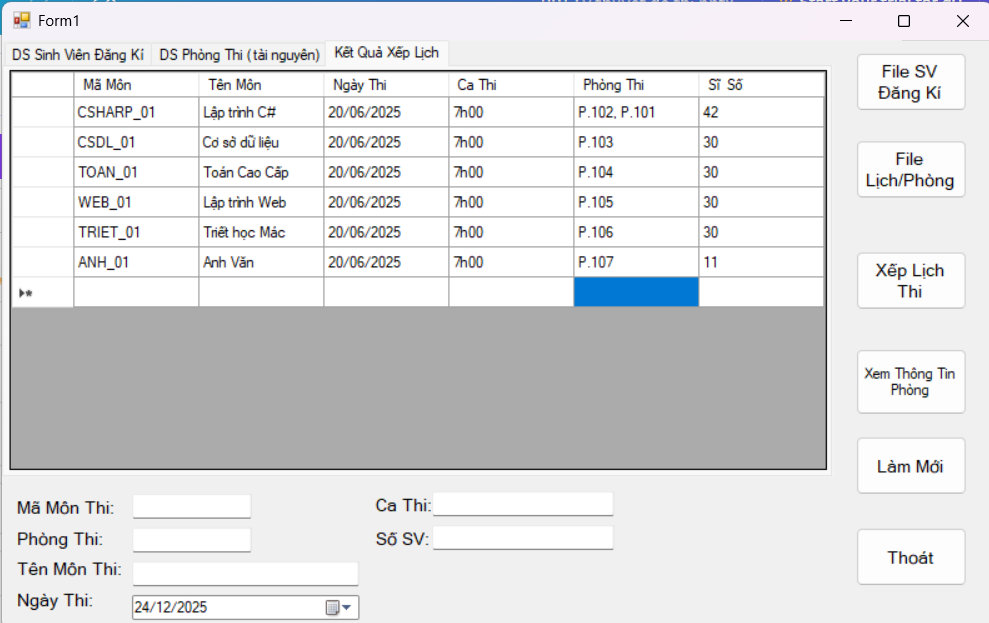 Form1
DS Sinh Viên Đăng Kí DS Phòng Thi (tài nguyên) Kết Quả Xếp Lịch
Mã Môn Tên Môn Ngày Thi Ca Thi Phòng Thi Sĩ Số
CSHARP_01 Lập trình C# 20/06/2025 7h00 P.102, P.101 42
CSDL_01 Cơ sở dữ liệu 20/06/2025 7h00 P.103 30
TOAN_01 Toán Cao Cấp 20/06/2025 7h00 P.104 30
WEB_01 Lập trình Web 20/06/2025 7h00 P.105 30
TRIET_01 Triết học Mác 20/06/2025 7h00 P.106 30
ANH_01 Anh Văn 20/06/2025 7h00 P.107 11
File SV
Đăng Kí
File
Lịch/Phòng
Xếp Lịch
Thi
Xem Thông Tin
Phòng
Làm Mới
Thoát
Mã Môn Thi: Ca Thi:
Phòng Thi: Số SV:
Tên Môn Thi:
Ngày Thi: 24/12/2025